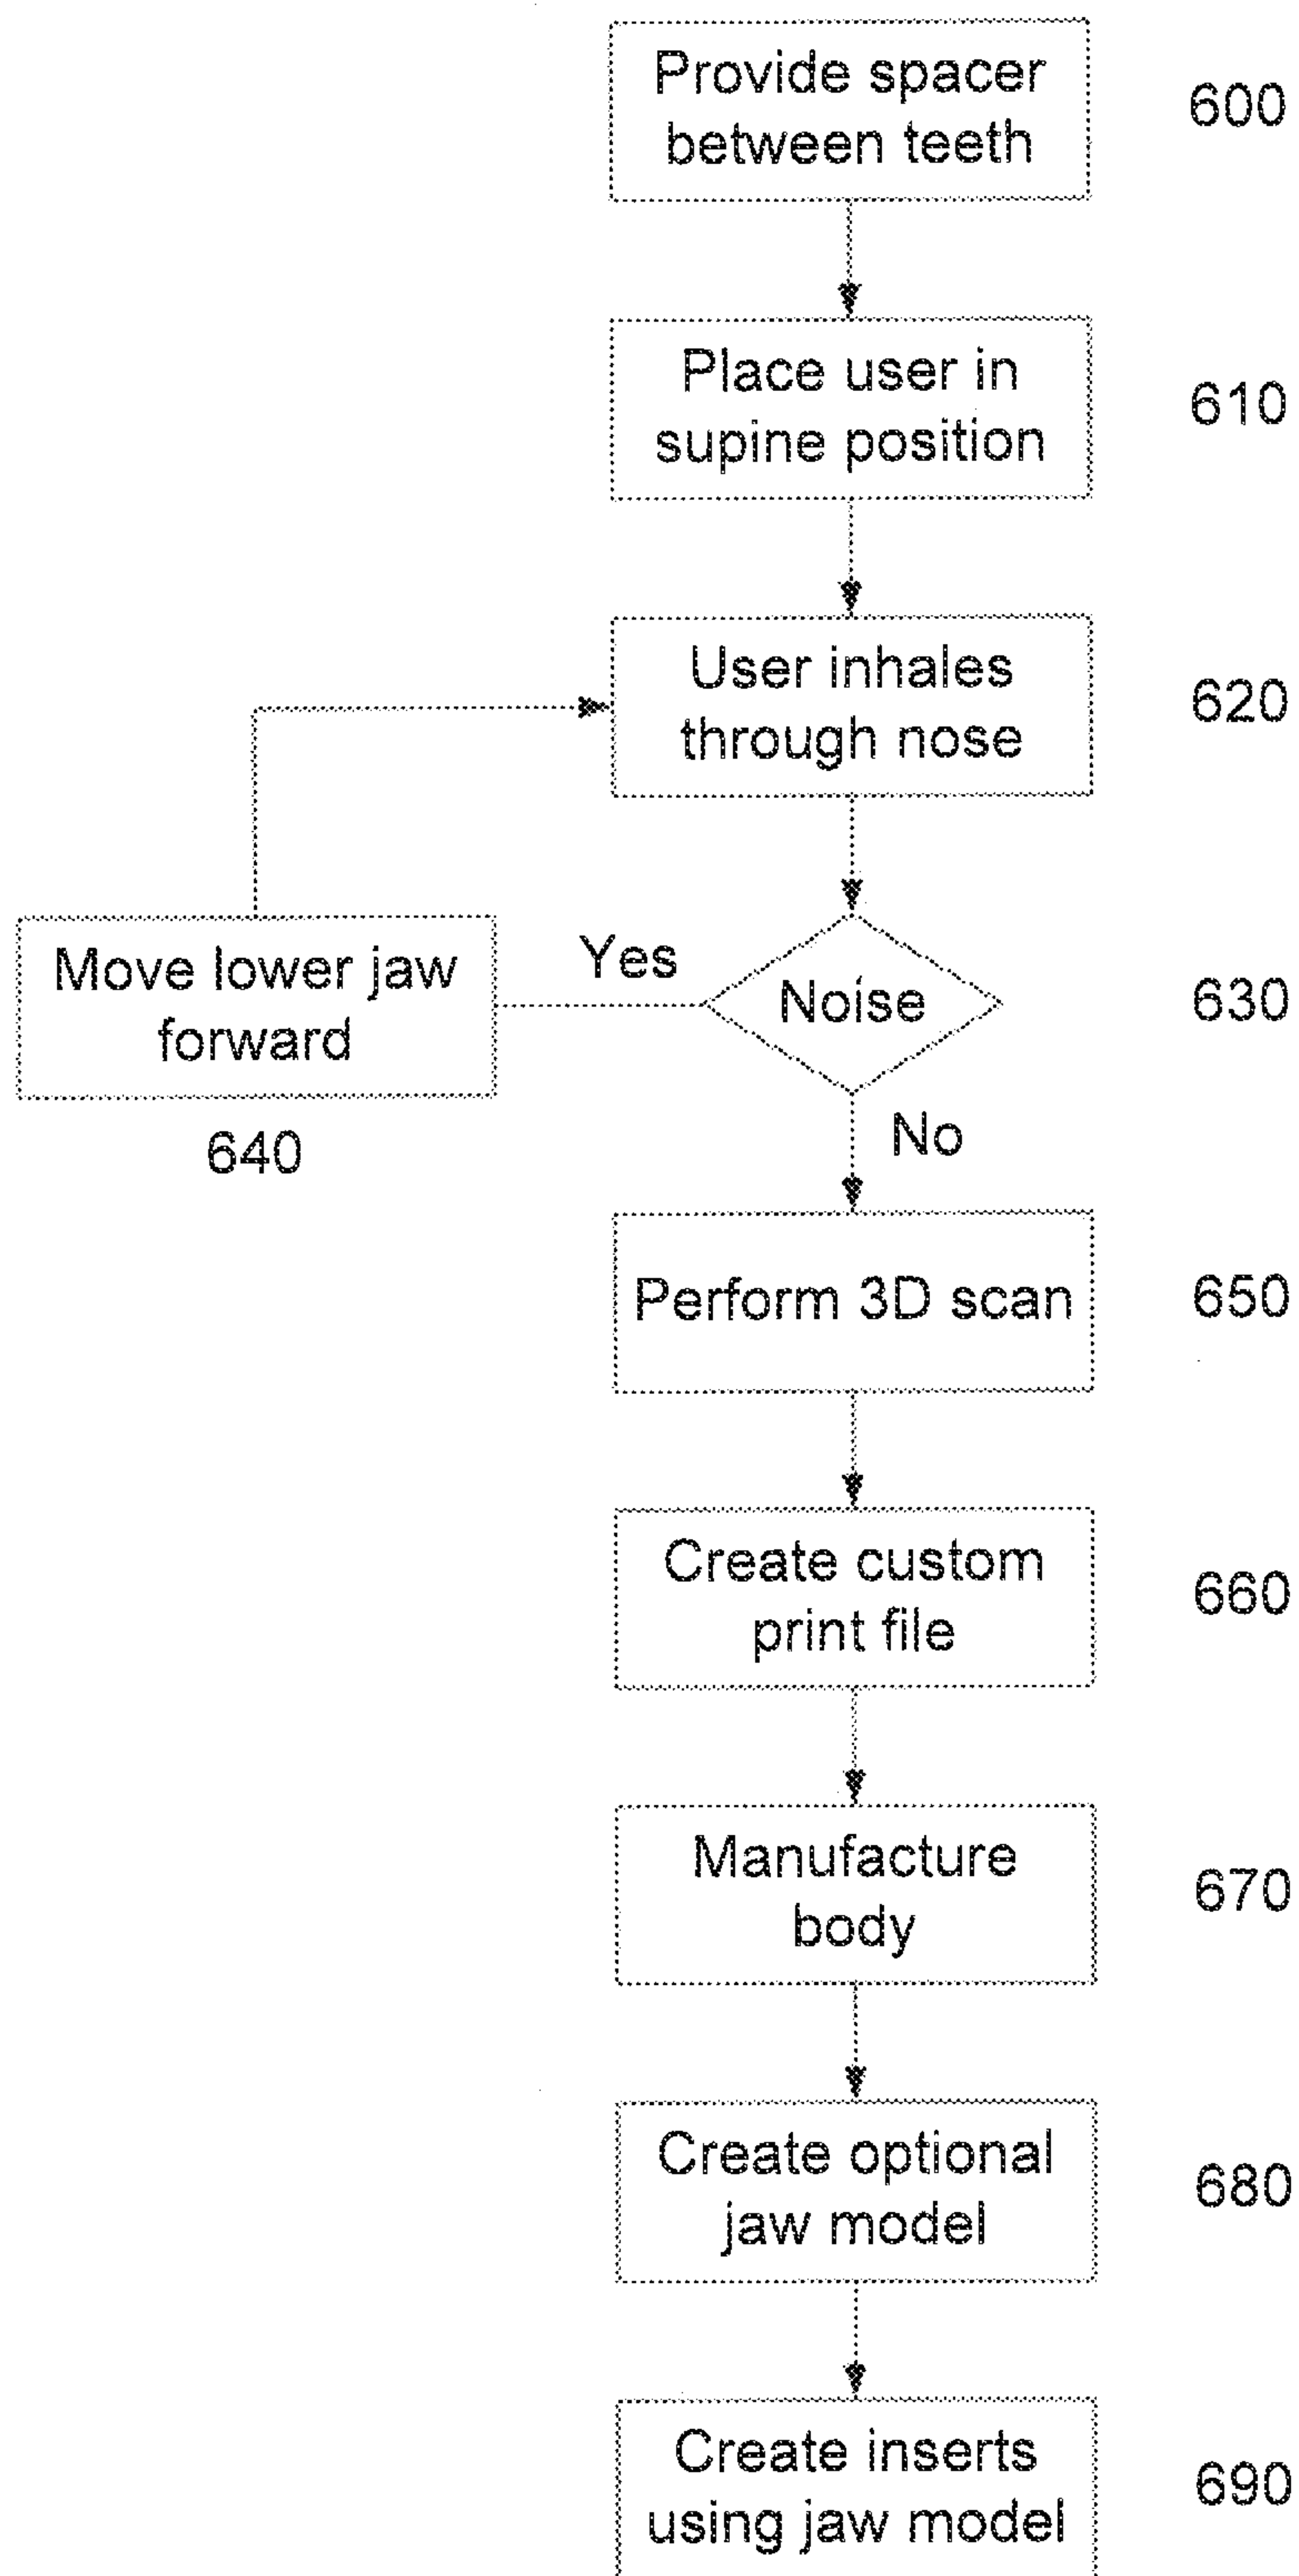 Provide spacer
between teeth
600
Place user in
supine position
610
User inhales
through nose
620
Move lower jaw
forward
640
Yes
Noise
630
No
Perform 3D scan
650
Create custom
print file
660
Manufacture
body
670
Create optional
jaw model
680
Create inserts
using jaw model
690